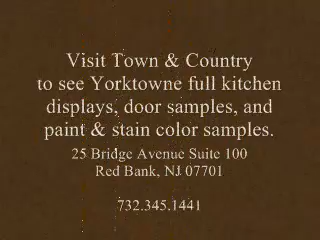 Visit Town & Country
to see Yorktowne full kitchen
displays, door samples, and
paint & stain color samples.
25 Bridge Avenue Suite 100
Red Bank, NJ 07701
732.345.1441